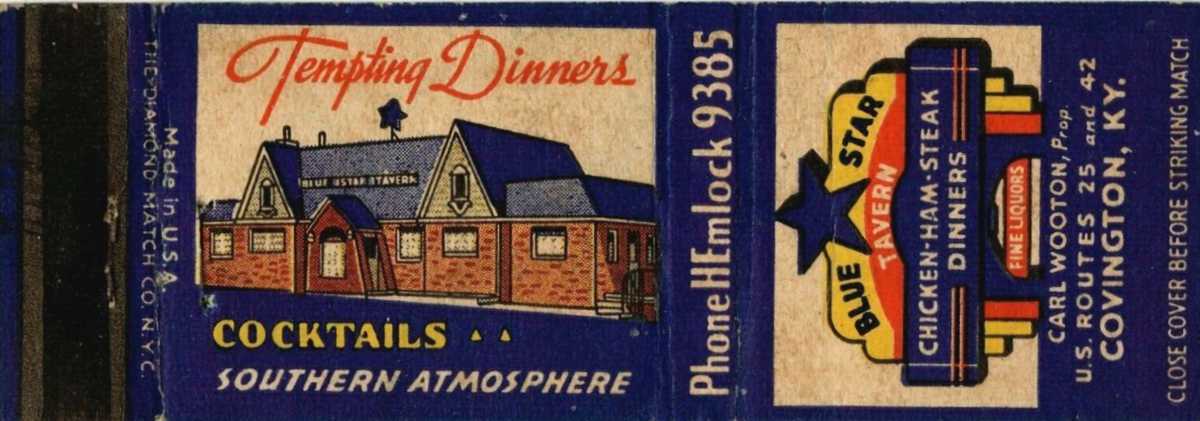 THE DIAMOND MATCH CO. N.Y.C.
Made in U.S.A.
Tempting Dinners
BLUE STAR TAVERN
COCKTAILS
SOUTHERN ATMOSPHERE
Phone HEmlock 9385
BLUE STAR
TAVERN
CHICKEN-HAM-STEAK
DINNERS
FINE LIQUORS
CARL WOOTON, Prop.
U.S. ROUTES 25 and 42
COVINGTON, KY.
CLOSE COVER BEFORE STRIKING MATCH